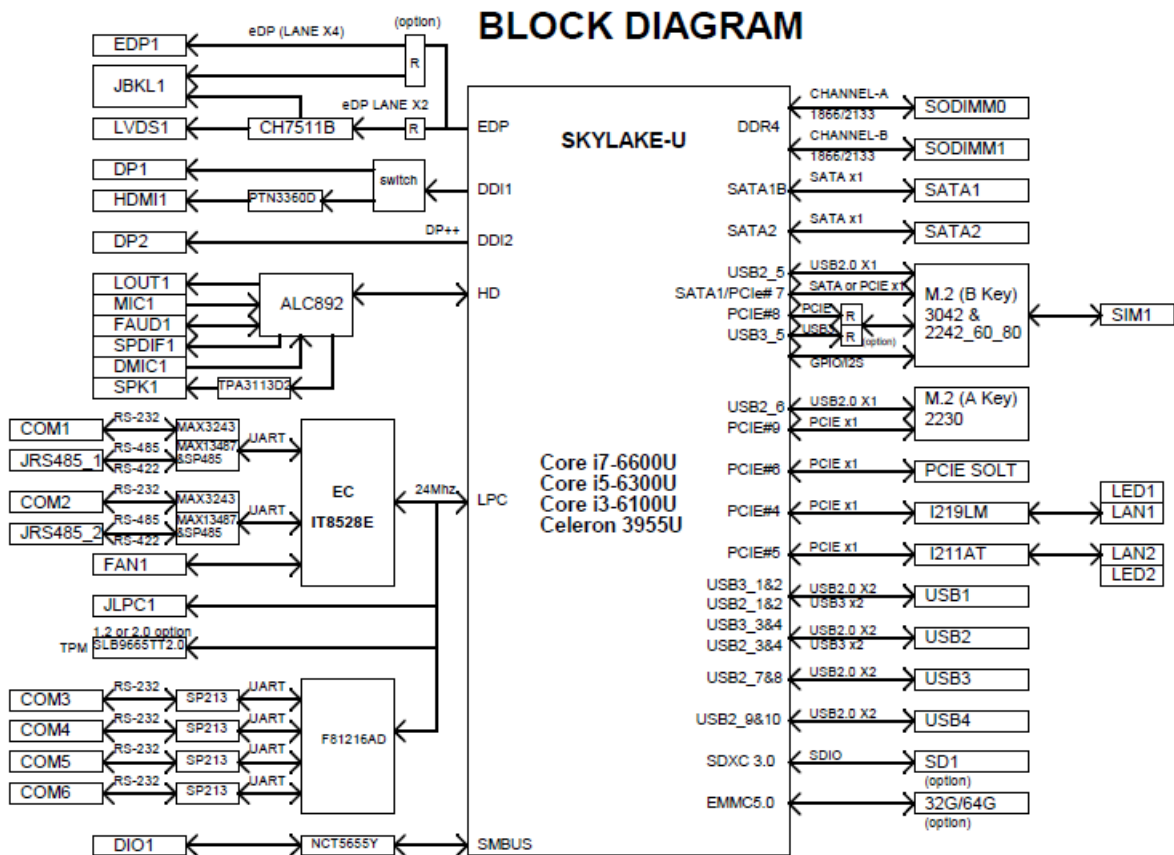 BLOCK DIAGRAM
(option)
eDP (LANE X4)
EDP1
R
JBKL1
eDP LANE X2
LVDS1
CH7511B
R
EDP
DP1
switch
HDMI1
PTN3360D
DDI1
DP2
DP++
DDI2
LOUT1
MIC1
FAUD1
SPDIF1
DMIC1
SPK1
ALC892
TPA3113D2
HD
COM1
RS-232
MAX3243
JRS485_1
RS-485
RS-422
MAX13487
&SP485
UART
COM2
RS-232
MAX3243
JRS485_2
RS-485
RS-422
MAX13487
&SP485
UART
FAN1
EC
IT8528E
24Mhz
LPC
JLPC1
1.2 or 2.0 option
TPM
SLB9665TT2.0
COM3
RS-232
SP213
UART
COM4
RS-232
SP213
UART
COM5
RS-232
SP213
UART
COM6
RS-232
SP213
UART
F81216AD
DIO1
NCT5655Y
SMBUS
SKYLAKE-U
Core i7-6600U
Core i5-6300U
Core i3-6100U
Celeron 3955U
DDR4
CHANNEL-A
1866/2133
SODIMM0
CHANNEL-B
1866/2133
SODIMM1
SATA1B
SATA x1
SATA1
SATA2
SATA x1
SATA2
USB2_5
USB2.0 X1
SATA1/PCIe# 7
SATA or PCIE x1
PCIE#8
PCIE
R
USB3_5
USB3
R
(option)
GPIO/I2S
M.2 (B Key)
3042 &
2242_60_80
SIM1
USB2_6
USB2.0 X1
PCIE#9
PCIE x1
M.2 (A Key)
2230
PCIE#6
PCIE x1
PCIE SOLT
PCIE#4
PCIE x1
I219LM
LED1
LAN1
PCIE#5
PCIE x1
I211AT
LAN2
LED2
USB3_1&2
USB2_1&2
USB2.0 X2
USB3 x2
USB1
USB3_3&4
USB2_3&4
USB2.0 X2
USB3 x2
USB2
USB2_7&8
USB2.0 X2
USB3
USB2_9&10
USB2.0 X2
USB4
SDXC 3.0
SDIO
SD1
(option)
EMMC5.0
32G/64G
(option)